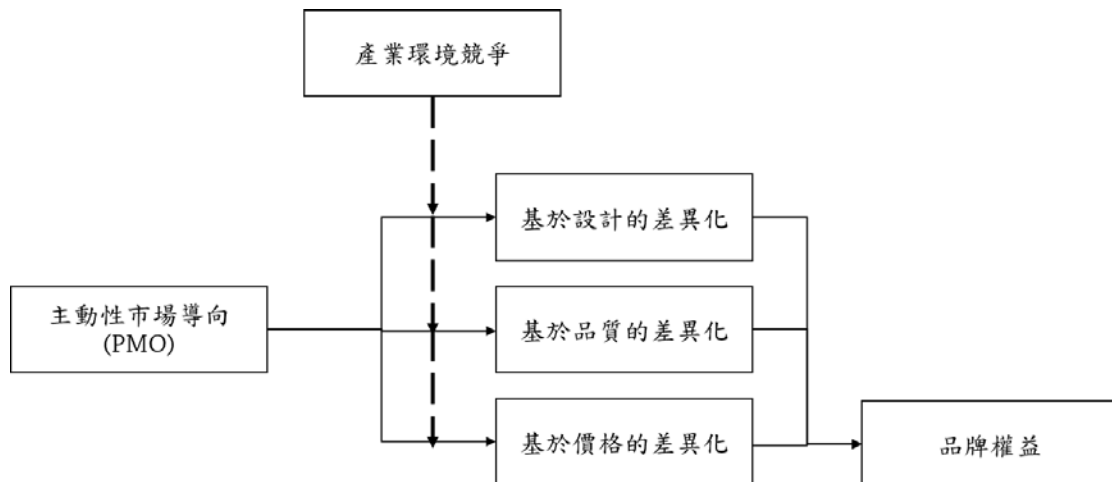 產業環境競爭
基於設計的差異化
主動性市場導向
(PMO)
基於品質的差異化
基於價格的差異化
品牌權益